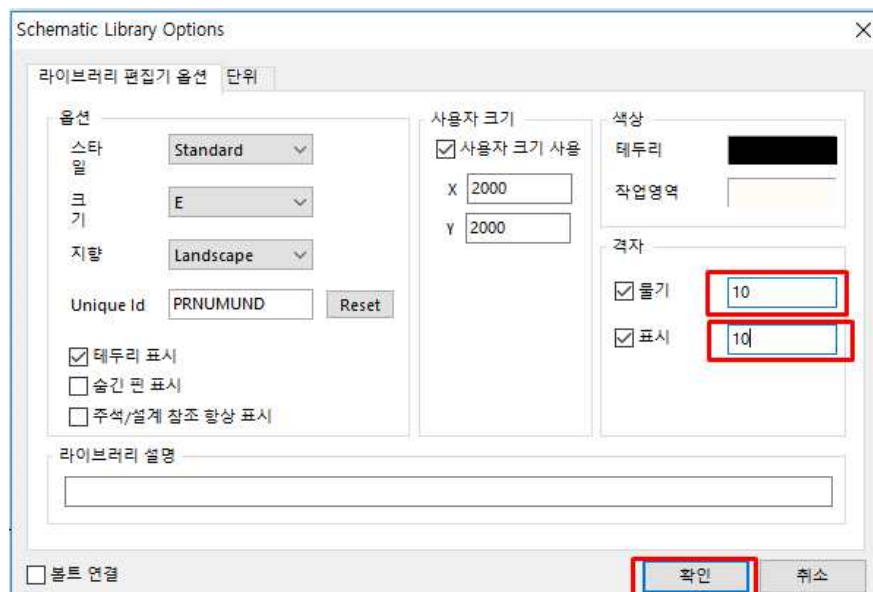 Schematic Library Options
라이브러리 편집기 옵션 단위
옵션
스타
일
Standard
크
기
E
지향
Landscape
Unique Id PRNUMUND Reset
테두리 표시
숨긴 핀 표시
주석/설계 참조 항상 표시
사용자 크기
사용자 크기 사용
X 2000
Y 2000
색상
테두리
작업영역
격자
물기 10
표시 10
라이브러리 설명
볼트 연결
확인 취소